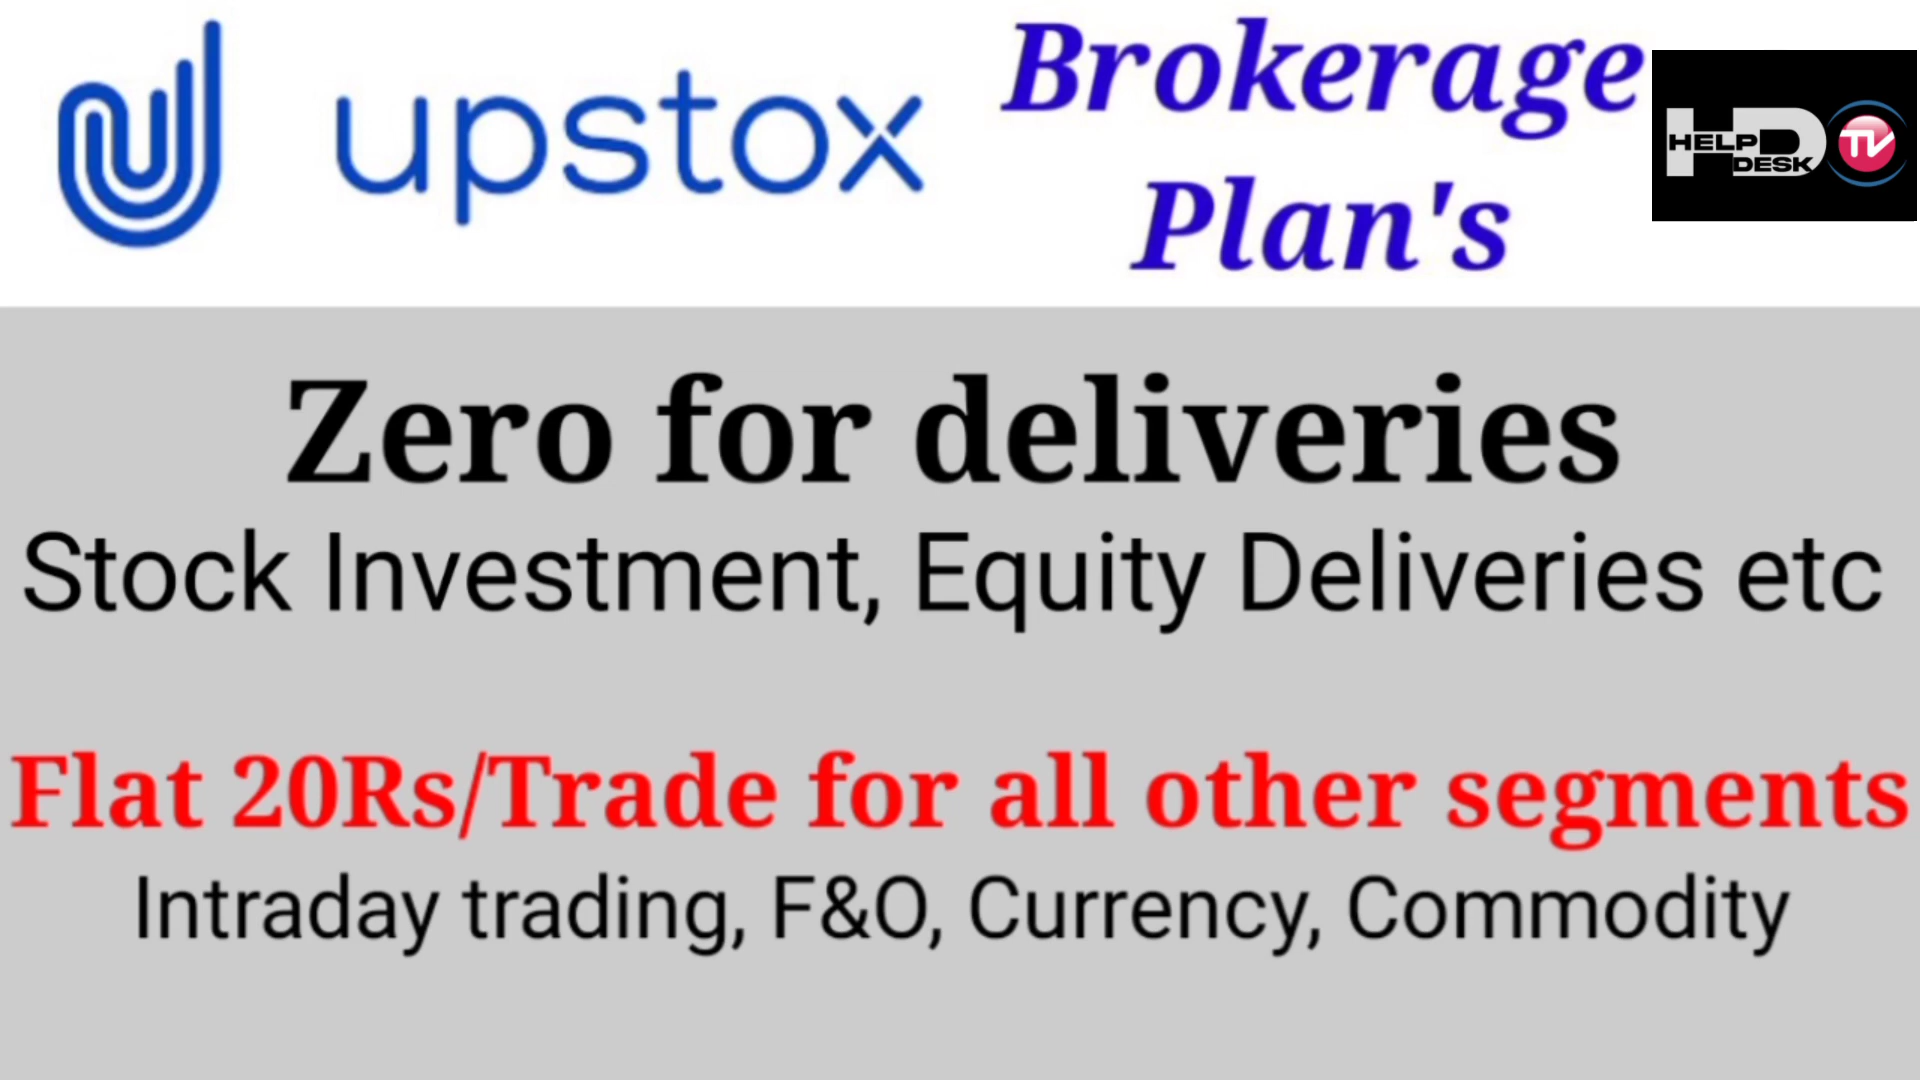 upstox
Brokerage
Plan's
HELP
DESK
TV
Zero for deliveries
Stock Investment, Equity Deliveries etc
Flat 20Rs/Trade for all other segments
Intraday trading, F&O, Currency, Commodity